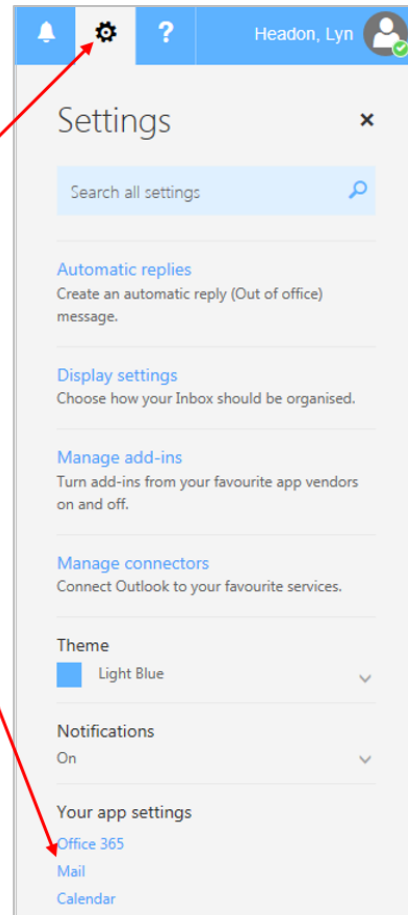 ? Headon, Lyn
Settings
Search all settings
Automatic replies
Create an automatic reply (Out of office)
message.
Display settings
Choose how your Inbox should be organised.
Manage add-ins
Turn add-ins from your favourite app vendors
on and off.
Manage connectors
Connect Outlook to your favourite services.
Theme
Light Blue
Notifications
On
Your app settings
Office 365
Mail
Calendar